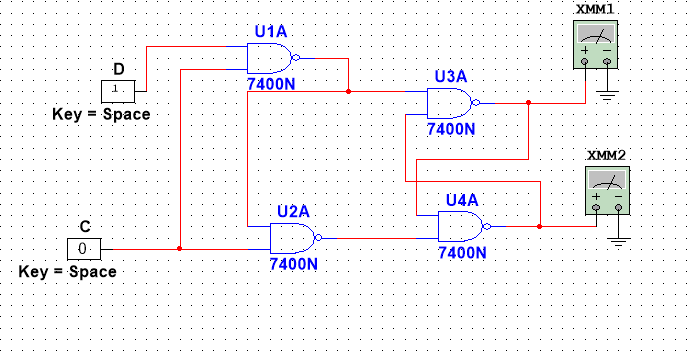 XMM1
U1A
+ −
D
1
U3A
7400N
Key = Space
7400N
XMM2
U4A
+ −
C
U2A
0
7400N
7400N
Key = Space